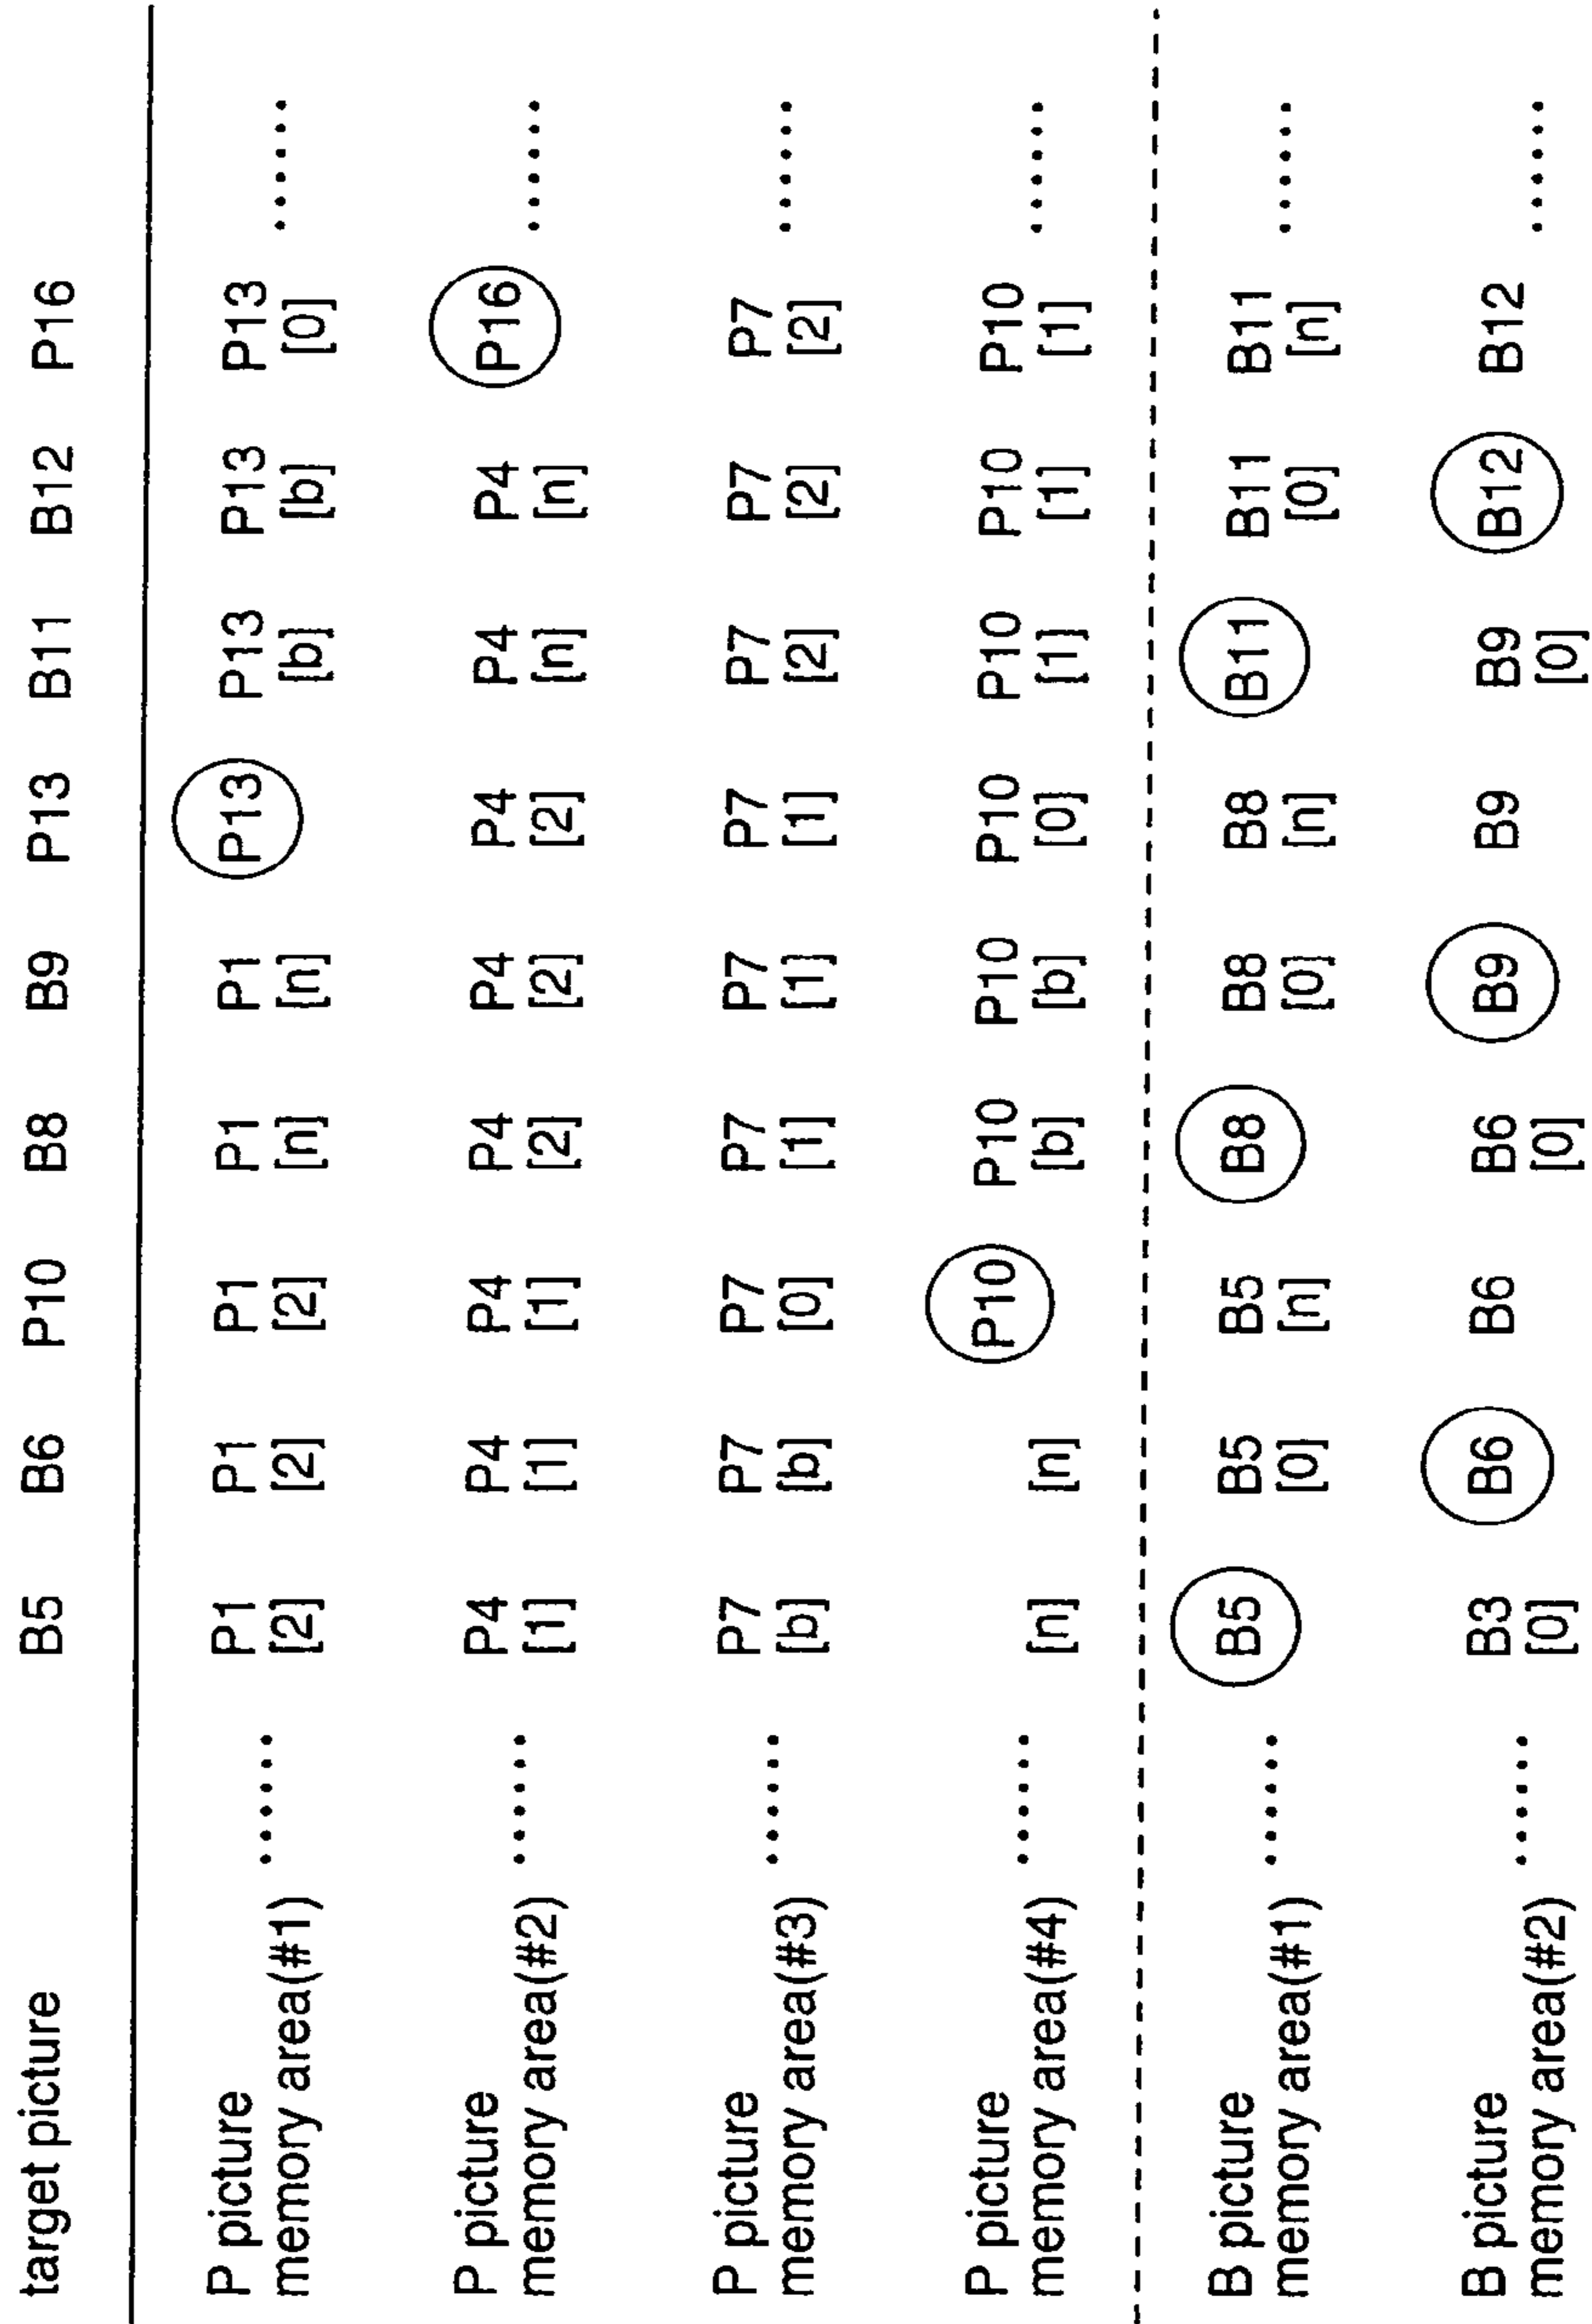 target picture B5 B6 P10 B8 B9 P13 B11 B12 P16
P picture ...... P1 P1 P1 P1 P1 P13 P13 P13 P13 ......
memory area(#1) [2] [2] [2] [n] [n] [b] [b] [0]
P picture ...... P4 P4 P4 P4 P4 P4 P4 P4 P16 ......
memory area(#2) [1] [1] [1] [2] [2] [2] [n] [n]
P picture ...... P7 P7 P7 P7 P7 P7 P7 P7 P7 ......
memory area(#3) [b] [b] [0] [1] [1] [1] [2] [2] [2]
P picture ...... P10 P10 P10 P10 P10 P10 P10 ......
memory area(#4) [n] [n] [b] [b] [0] [1] [1] [1]
B picture ...... B5 B5 B5 B8 B8 B8 B11 B11 B11 ......
memory area(#1) [0] [n] [0] [n] [0] [n]
B picture ...... B3 B6 B6 B6 B9 B9 B9 B12 B12 ......
memory area(#2) [0] [0] [0]